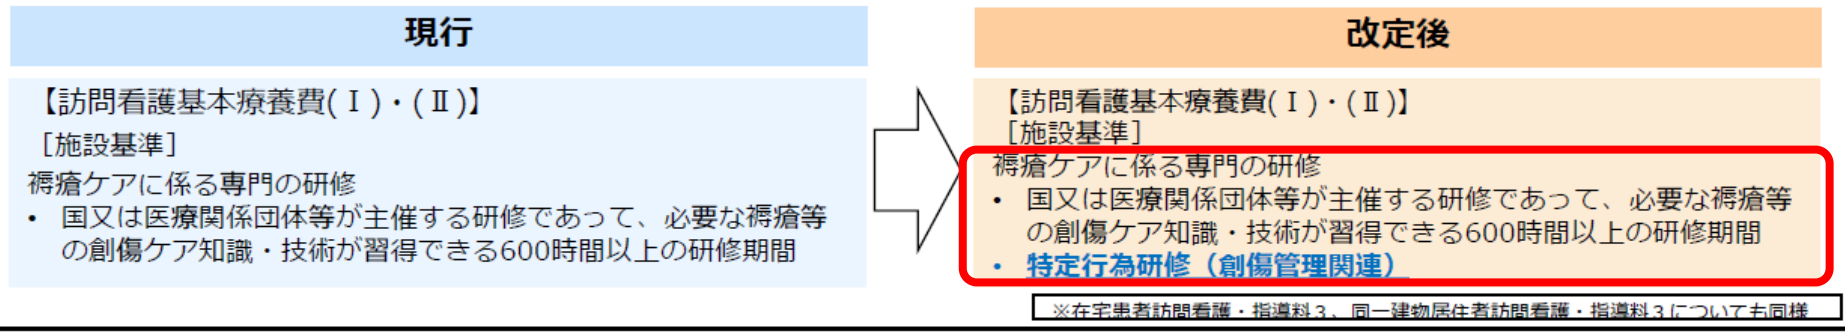 現行
【訪問看護基本療養費(Ⅰ)・(Ⅱ)】
［施設基準］
褥瘡ケアに係る専門の研修
• 国又は医療関係団体等が主催する研修であって、必要な褥瘡等
の創傷ケア知識・技術が習得できる600時間以上の研修期間
改定後
【訪問看護基本療養費(Ⅰ)・(Ⅱ)】
［施設基準］
褥瘡ケアに係る専門の研修
• 国又は医療関係団体等が主催する研修であって、必要な褥瘡等
の創傷ケア知識・技術が習得できる600時間以上の研修期間
• 特定行為研修（創傷管理関連）
※在宅患者訪問看護・指導料３、同一建物居住者訪問看護・指導料３についても同様